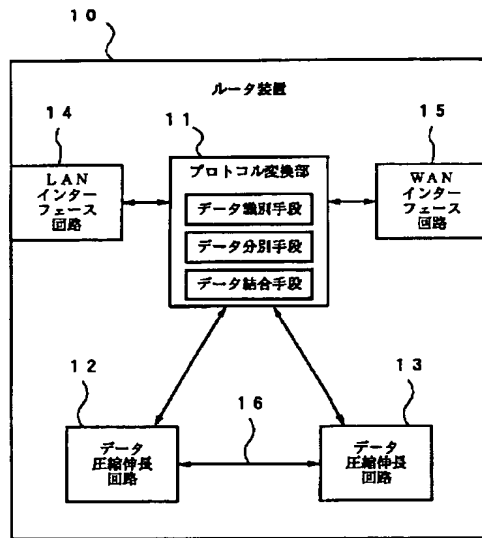 10
ルータ装置
14
LAN
インター
フェース
回路
11
プロトコル変換部
データ識別手段
データ分別手段
データ結合手段
15
WAN
インター
フェース
回路
12
データ
圧縮伸長
回路
16
13
データ
圧縮伸長
回路